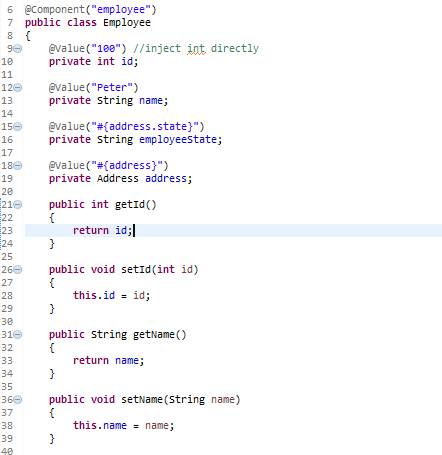 6 @Component("employee")
7 public class Employee
8 {
9 @Value("100") //inject int directly
10 private int id;
11
12 @Value("Peter")
13 private String name;
14
15 @Value("#{address.state}")
16 private String employeeState;
17
18 @Value("#{address}")
19 private Address address;
20
21 public int getId()
22 {
23 return id;
24 }
25
26 public void setId(int id)
27 {
28 this.id = id;
29 }
30
31 public String getName()
32 {
33 return name;
34 }
35
36 public void setName(String name)
37 {
38 this.name = name;
39 }
40